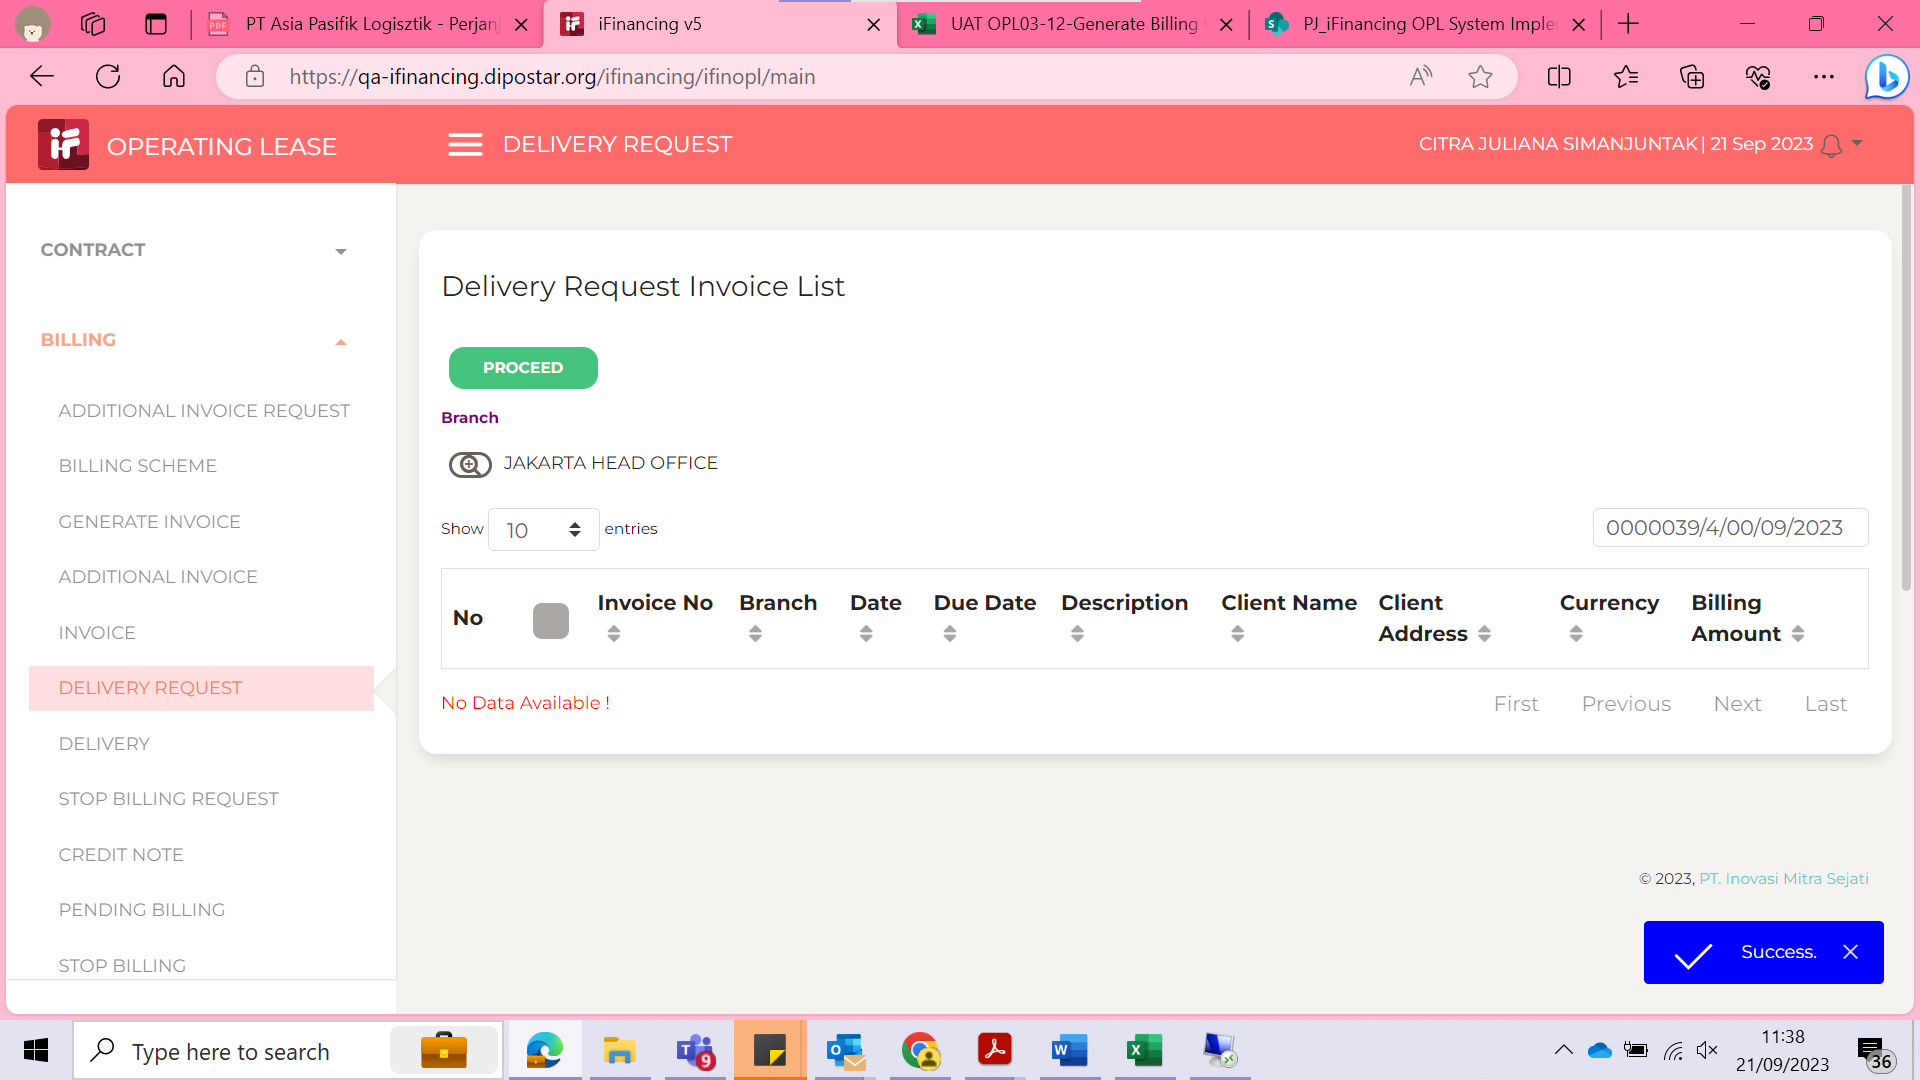 PT Asia Pasifik Logisztik - Perjanj
iFinancing v5
UAT OPL03-12-Generate Billing
PJ_iFinancing OPL System Impler
https://qa-ifinancing.dipostar.org/ifinancing/ifinopl/main
OPERATING LEASE
DELIVERY REQUEST
CITRA JULIANA SIMANJUNTAK | 21 Sep 2023
CONTRACT
BILLING
ADDITIONAL INVOICE REQUEST
BILLING SCHEME
GENERATE INVOICE
ADDITIONAL INVOICE
INVOICE
DELIVERY REQUEST
DELIVERY
STOP BILLING REQUEST
CREDIT NOTE
PENDING BILLING
STOP BILLING
Delivery Request Invoice List
PROCEED
Branch
JAKARTA HEAD OFFICE
Show 10 entries
0000039/4/00/09/2023
No Invoice No Branch Date Due Date Description Client Name Client Address Currency Billing Amount
No Data Available !
First Previous Next Last
© 2023, PT. Inovasi Mitra Sejati
Success.
Type here to search
9
11:38
21/09/2023
36